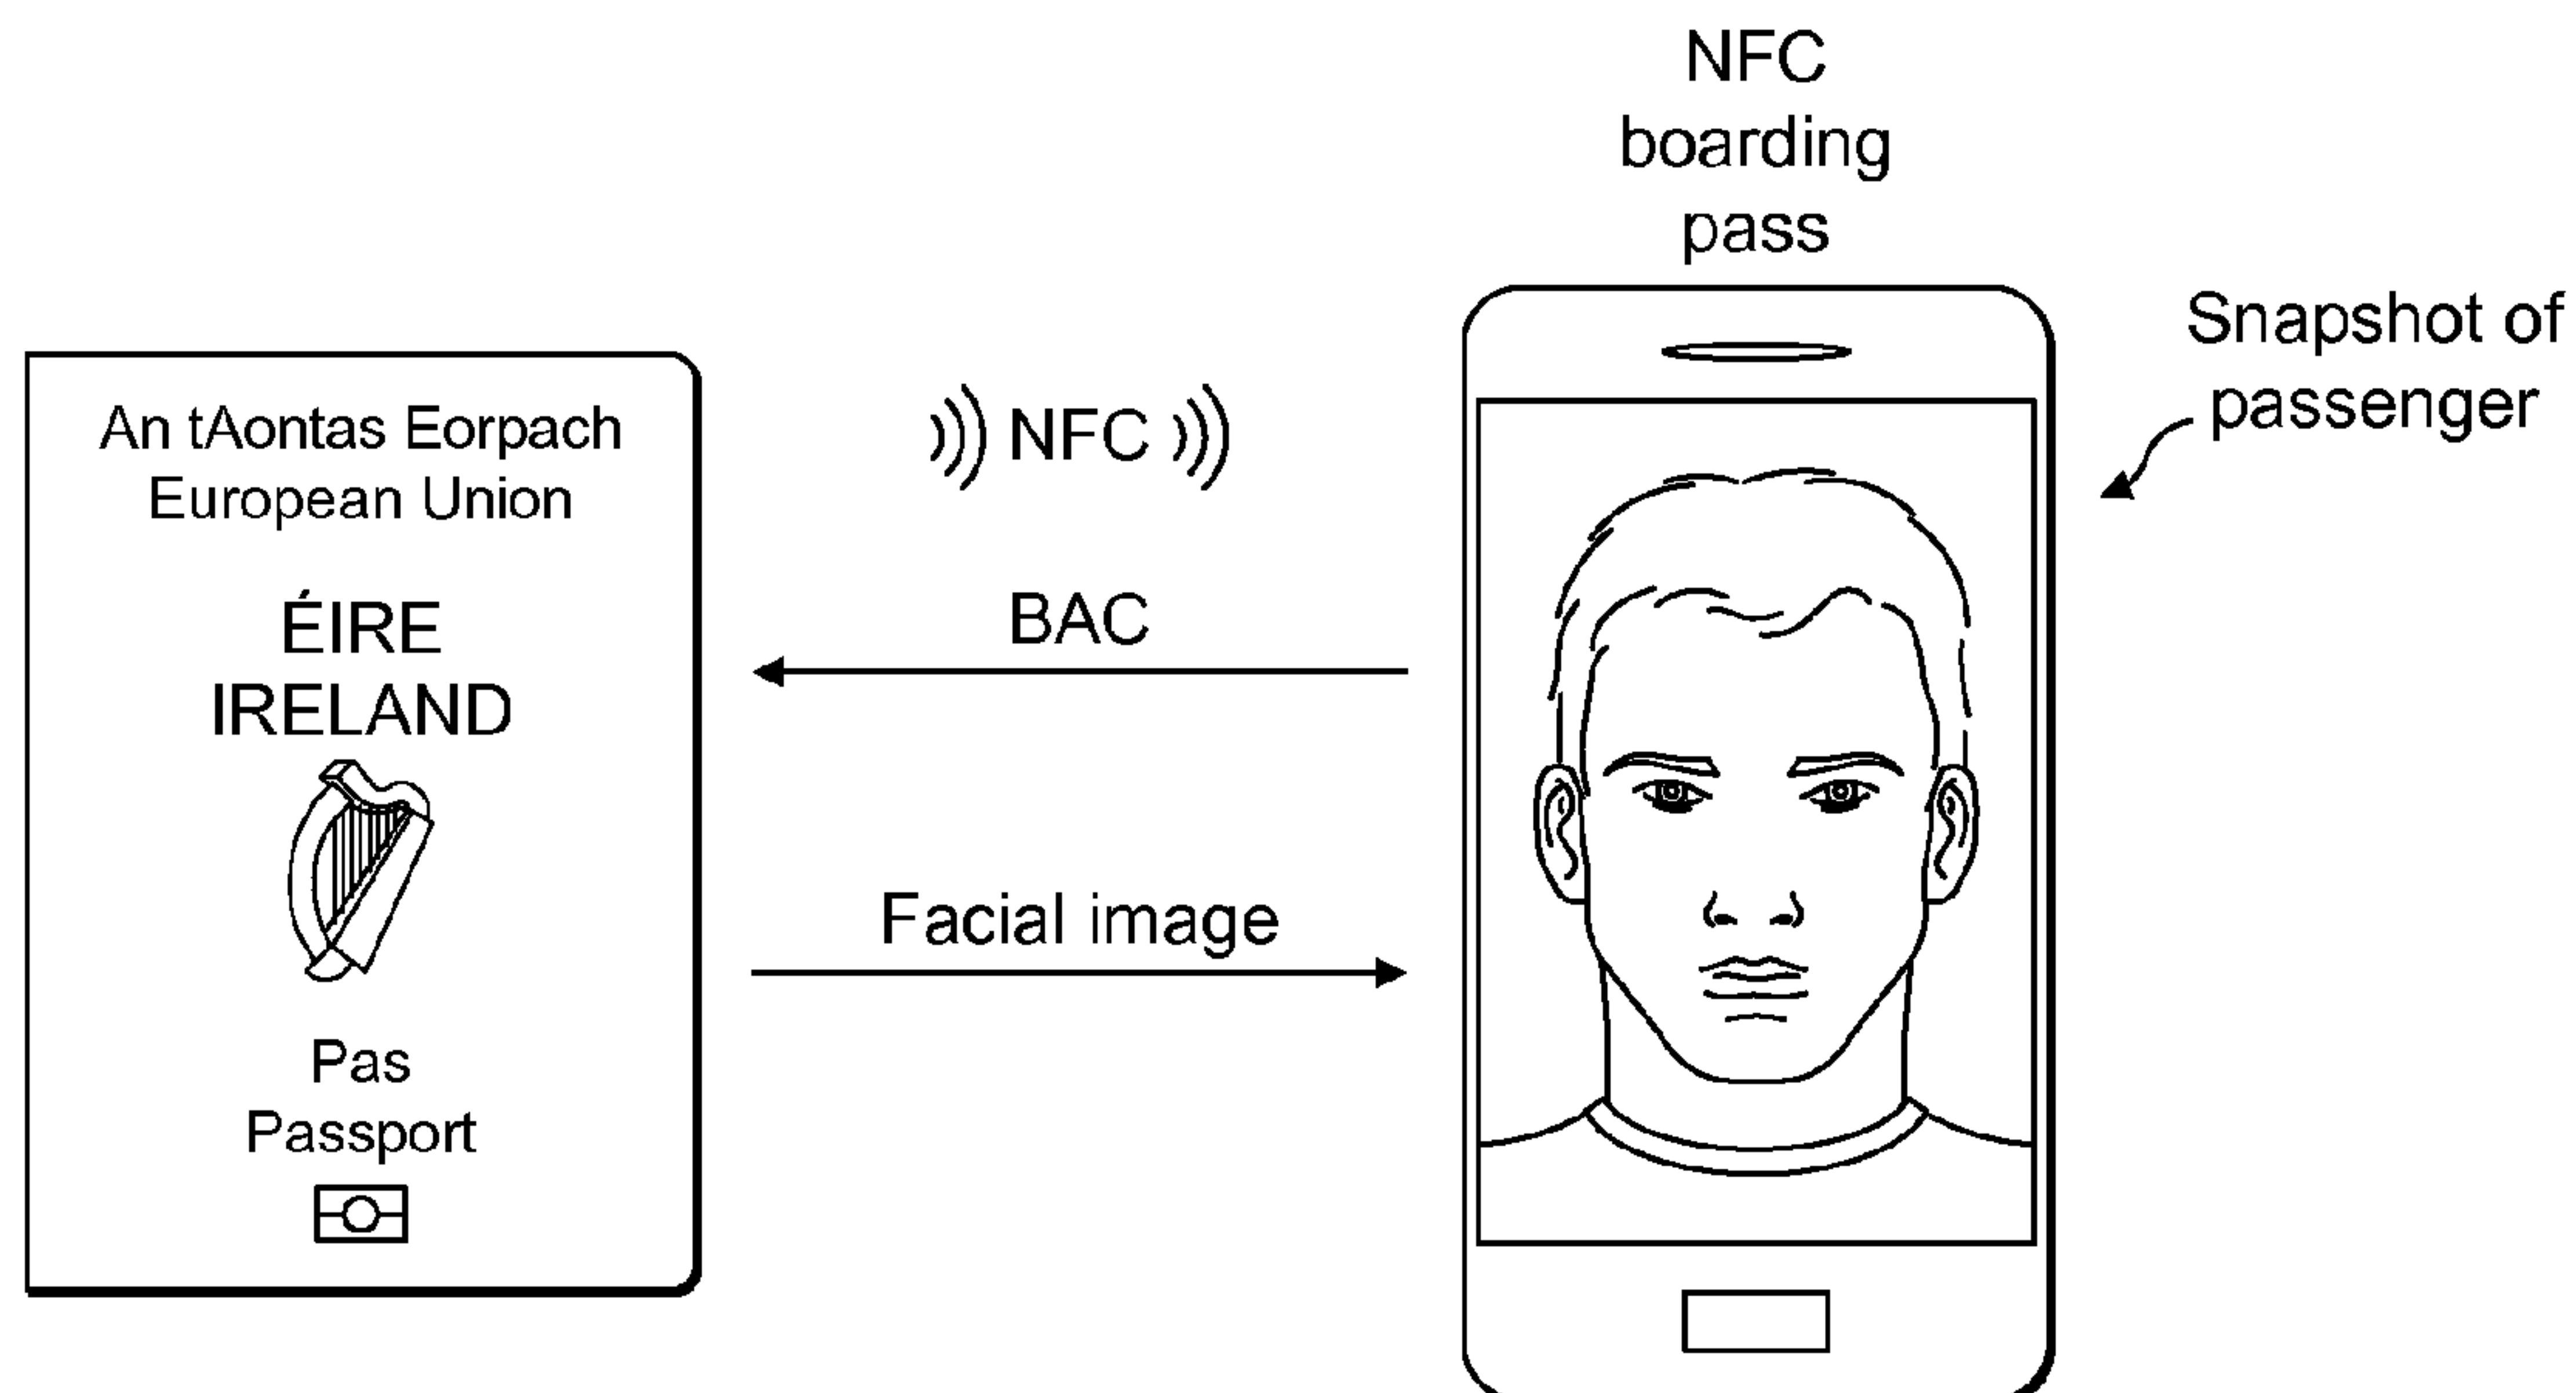 NFC
boarding
pass
Snapshot of
passenger
An tAontas Eorpach
European Union
ÉIRE
IRELAND
Pas
Passport
NFC
BAC
Facial image